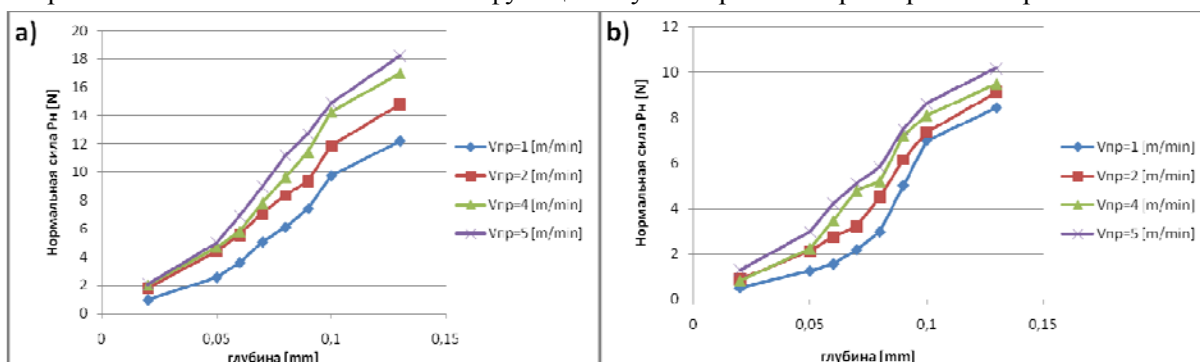 a)
Нормальная сила Рн [N]
20
18
16
14
12
10
8
6
4
2
0
0
0,05
0,1
0,15
глубина [mm]
Vпр=1 [m/min]
Vпр=2 [m/min]
Vпр=4 [m/min]
Vпр=5 [m/min]
b)
Нормальная сила Рн [N]
12
10
8
6
4
2
0
0
0,05
0,1
0,15
глубина [mm]
Vпр=1 [m/min]
Vпр=2 [m/min]
Vпр=4 [m/min]
Vпр=5 [m/min]